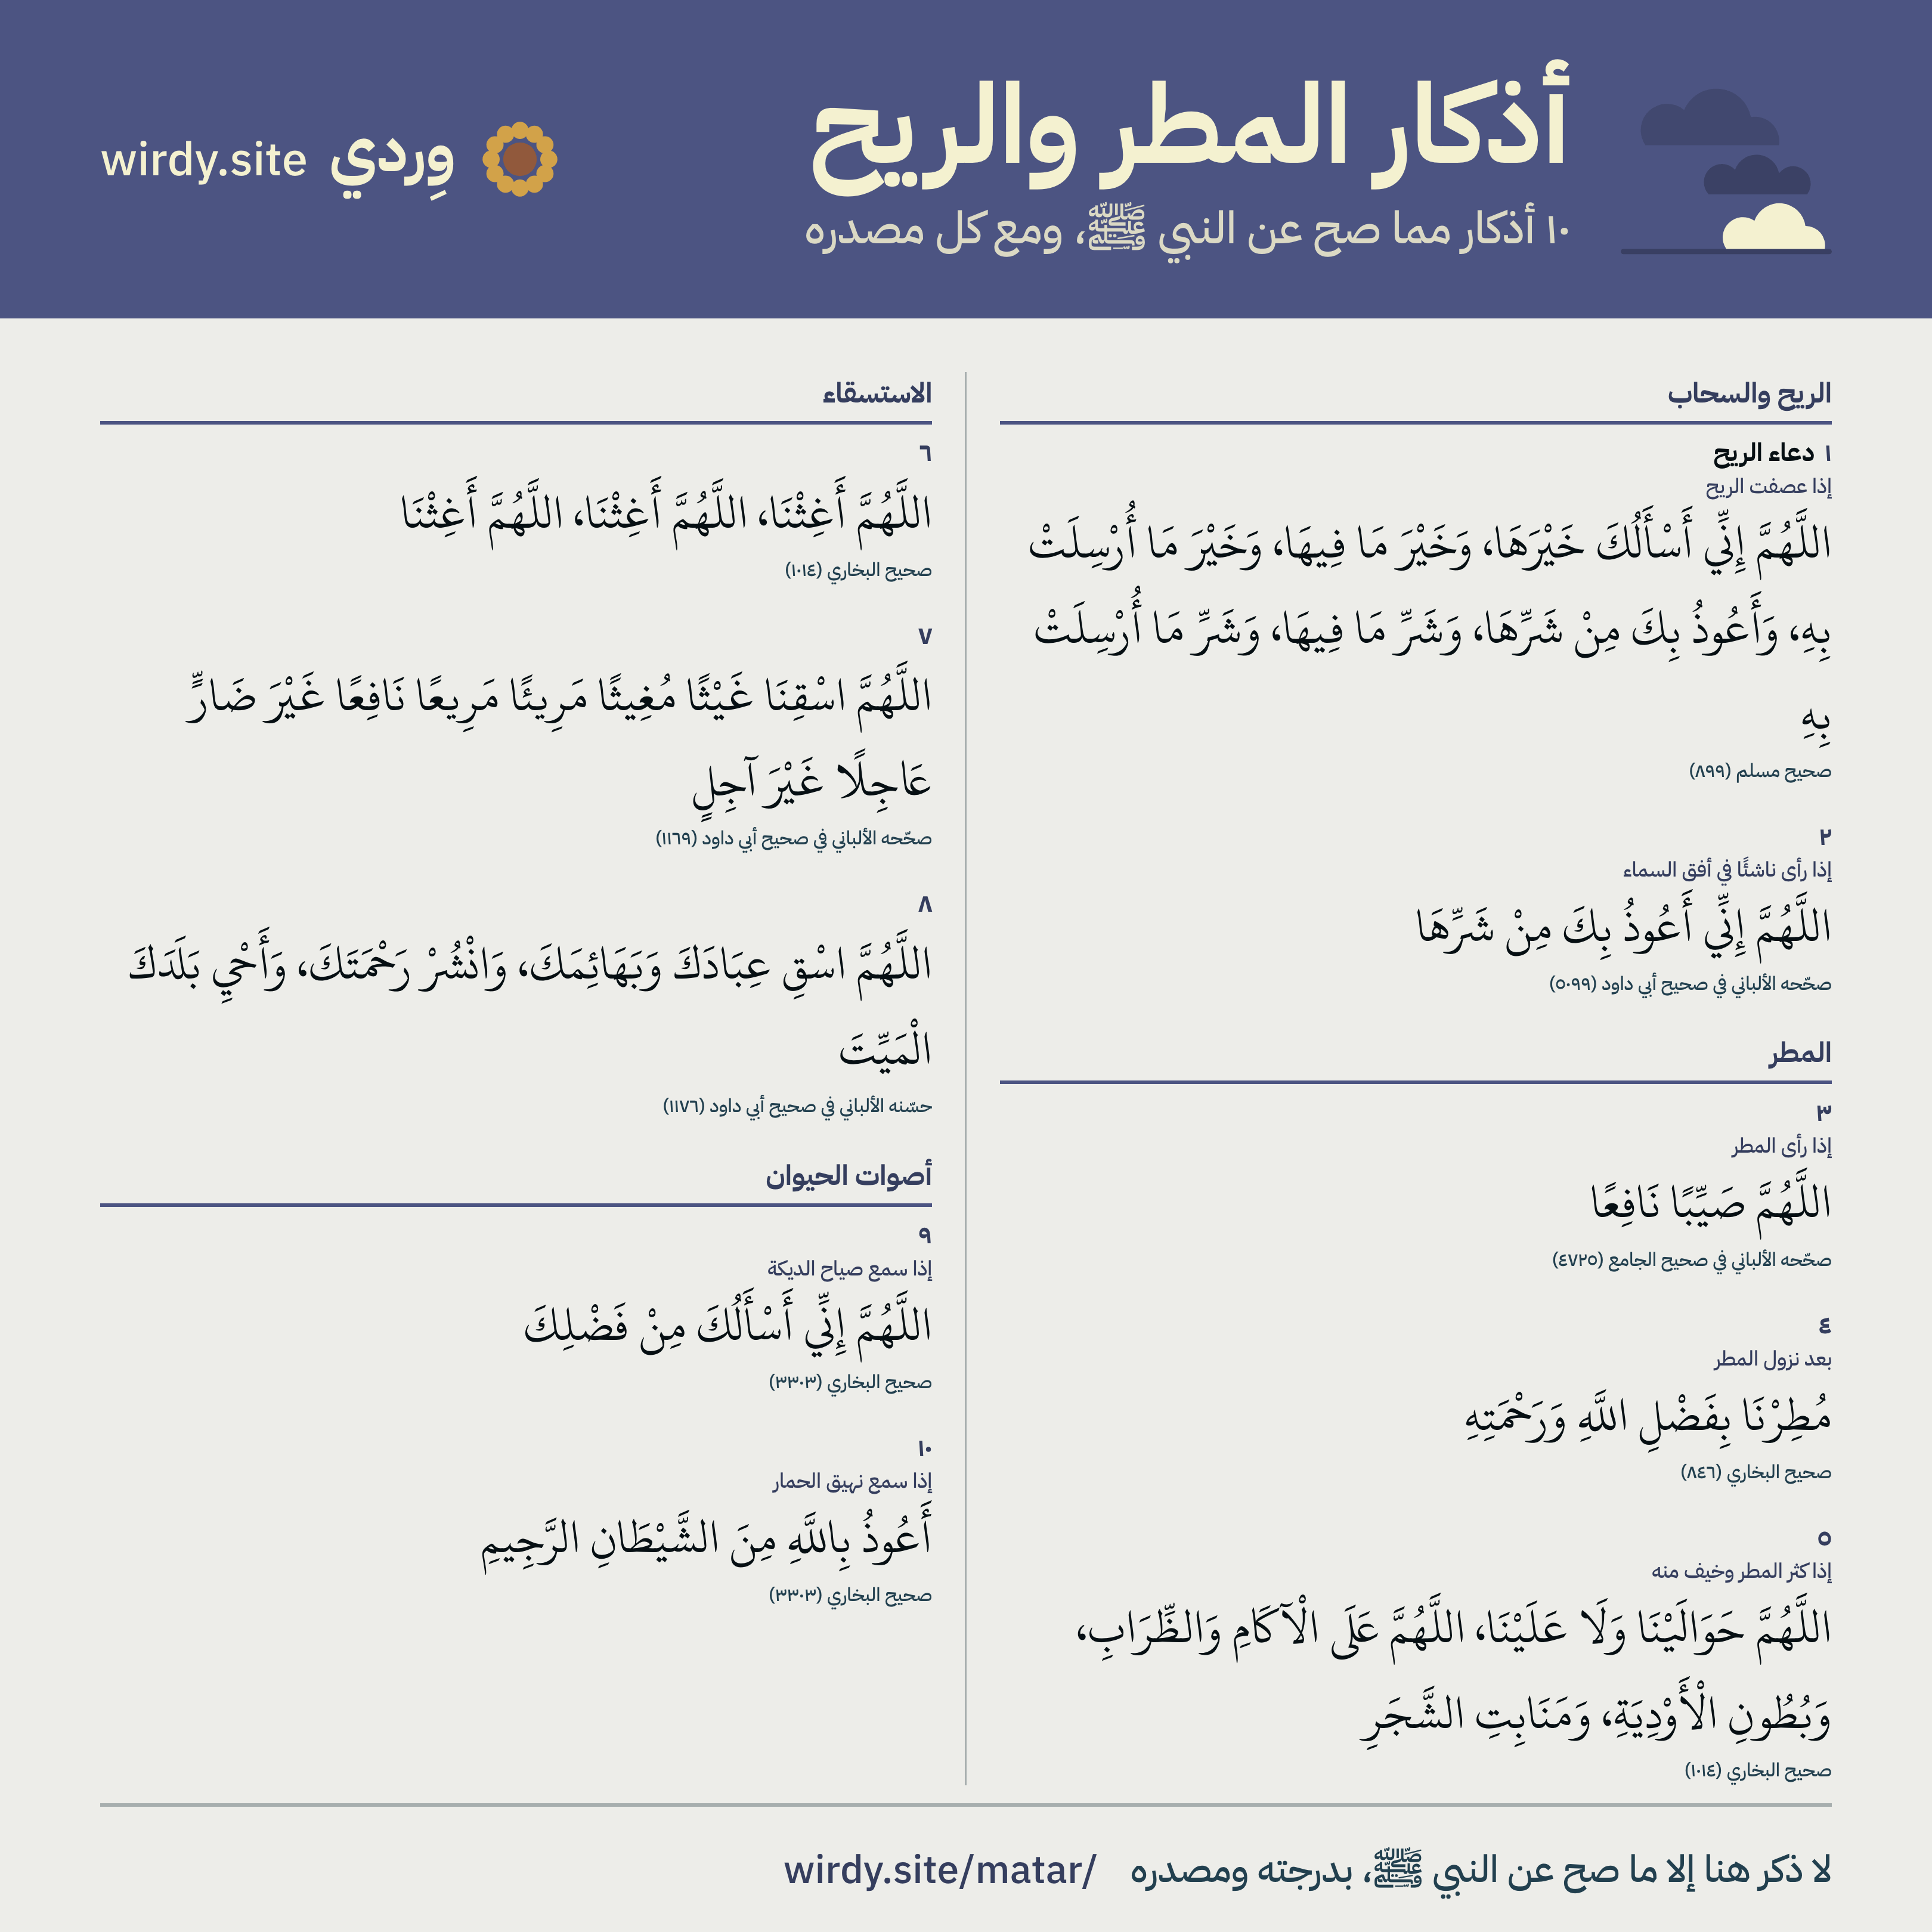 أذكار المطر والريح
١٠ أذكار مما صح عن النبي ﷺ، ومع كل مصدره
وِردي wirdy.site
الريح والسحاب
١ دعاء الريح
إذا عصفت الريح
اللَّهُمَّ إِنِّي أَسْأَلُكَ خَيْرَهَا، وَخَيْرَ مَا فِيهَا، وَخَيْرَ مَا أُرْسِلَتْ
بِهِ، وَأَعُوذُ بِكَ مِنْ شَرِّهَا، وَشَرِّ مَا فِيهَا، وَشَرِّ مَا أُرْسِلَتْ
بِهِ
صحيح مسلم (٨٩٩)
٢
إذا رأى ناشئًا في أفق السماء
اللَّهُمَّ إِنِّي أَعُوذُ بِكَ مِنْ شَرِّهَا
صحّحه الألباني في صحيح أبي داود (٥٠٩٩)
المطر
٣
إذا رأى المطر
اللَّهُمَّ صَيِّبًا نَافِعًا
صحّحه الألباني في صحيح الجامع (٤٧٢٥)
٤
بعد نزول المطر
مُطِرْنَا بِفَضْلِ اللَّهِ وَرَحْمَتِهِ
صحيح البخاري (٨٤٦)
٥
إذا كثر المطر وخيف منه
اللَّهُمَّ حَوَالَيْنَا وَلَا عَلَيْنَا، اللَّهُمَّ عَلَى الْآكَامِ وَالظِّرَابِ،
وَبُطُونِ الْأَوْدِيَةِ، وَمَنَابِتِ الشَّجَرِ
صحيح البخاري (١٠١٤)
الاستسقاء
٦
اللَّهُمَّ أَغِثْنَا، اللَّهُمَّ أَغِثْنَا، اللَّهُمَّ أَغِثْنَا
صحيح البخاري (١٠١٤)
٧
اللَّهُمَّ اسْقِنَا غَيْثًا مُغِيثًا مَرِيئًا مَرِيعًا نَافِعًا غَيْرَ ضَارٍّ
عَاجِلًا غَيْرَ آجِلٍ
صحّحه الألباني في صحيح أبي داود (١١٦٩)
٨
اللَّهُمَّ اسْقِ عِبَادَكَ وَبَهَائِمَكَ، وَانْشُرْ رَحْمَتَكَ، وَأَحْيِ بَلَدَكَ
الْمَيِّتَ
حسّنه الألباني في صحيح أبي داود (١١٧٦)
أصوات الحيوان
٩
إذا سمع صياح الديكة
اللَّهُمَّ إِنِّي أَسْأَلُكَ مِنْ فَضْلِكَ
صحيح البخاري (٣٣٠٣)
١٠
إذا سمع نهيق الحمار
أَعُوذُ بِاللَّهِ مِنَ الشَّيْطَانِ الرَّجِيمِ
صحيح البخاري (٣٣٠٣)
لا ذكر هنا إلا ما صح عن النبي ﷺ، بدرجته ومصدره wirdy.site/matar/